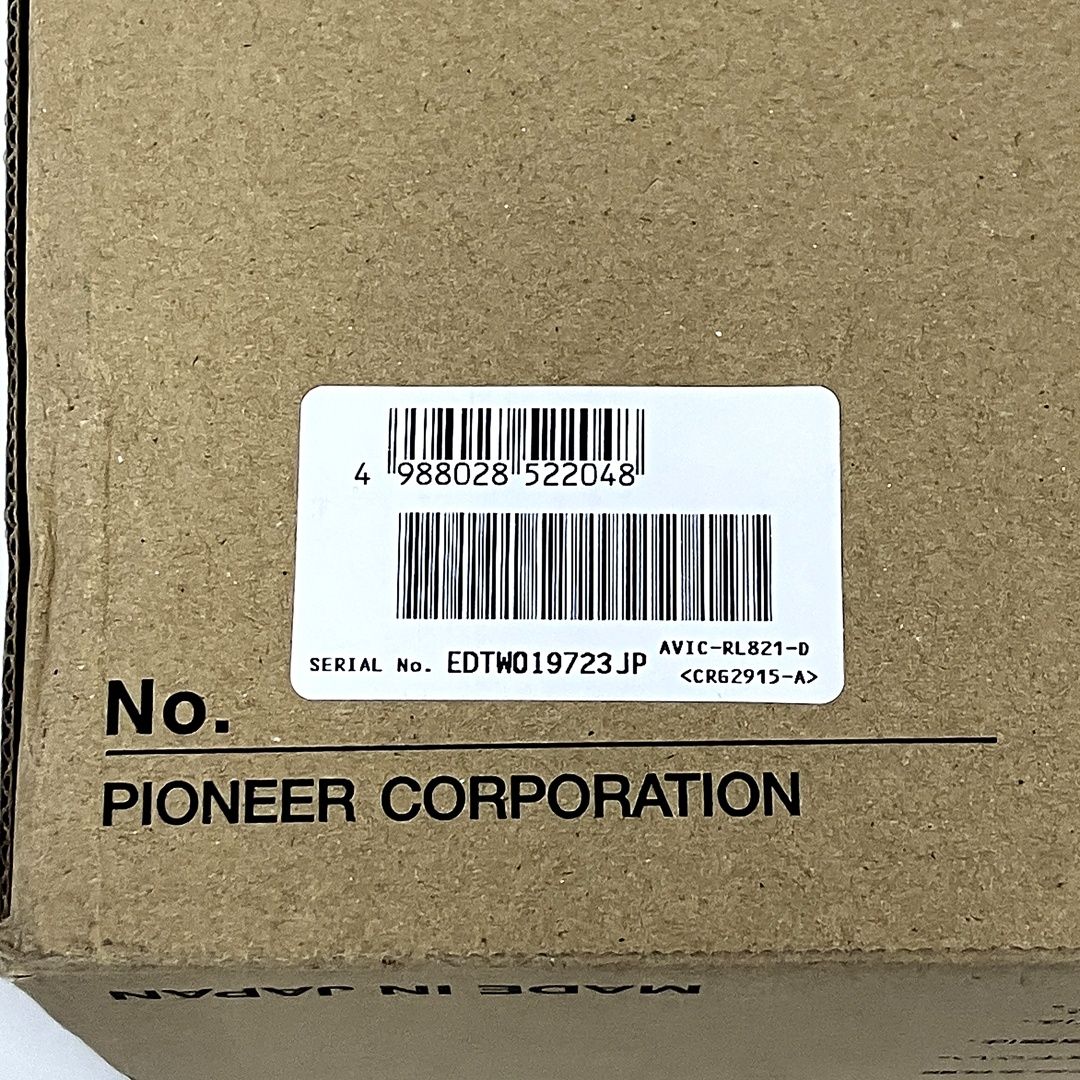 4 988028 522048
AVIC-RL821-D
SERIAL No. EDTW019723JP
<CRG2915-A>
No.
PIONEER CORPORATION
MADE IN JAPAN